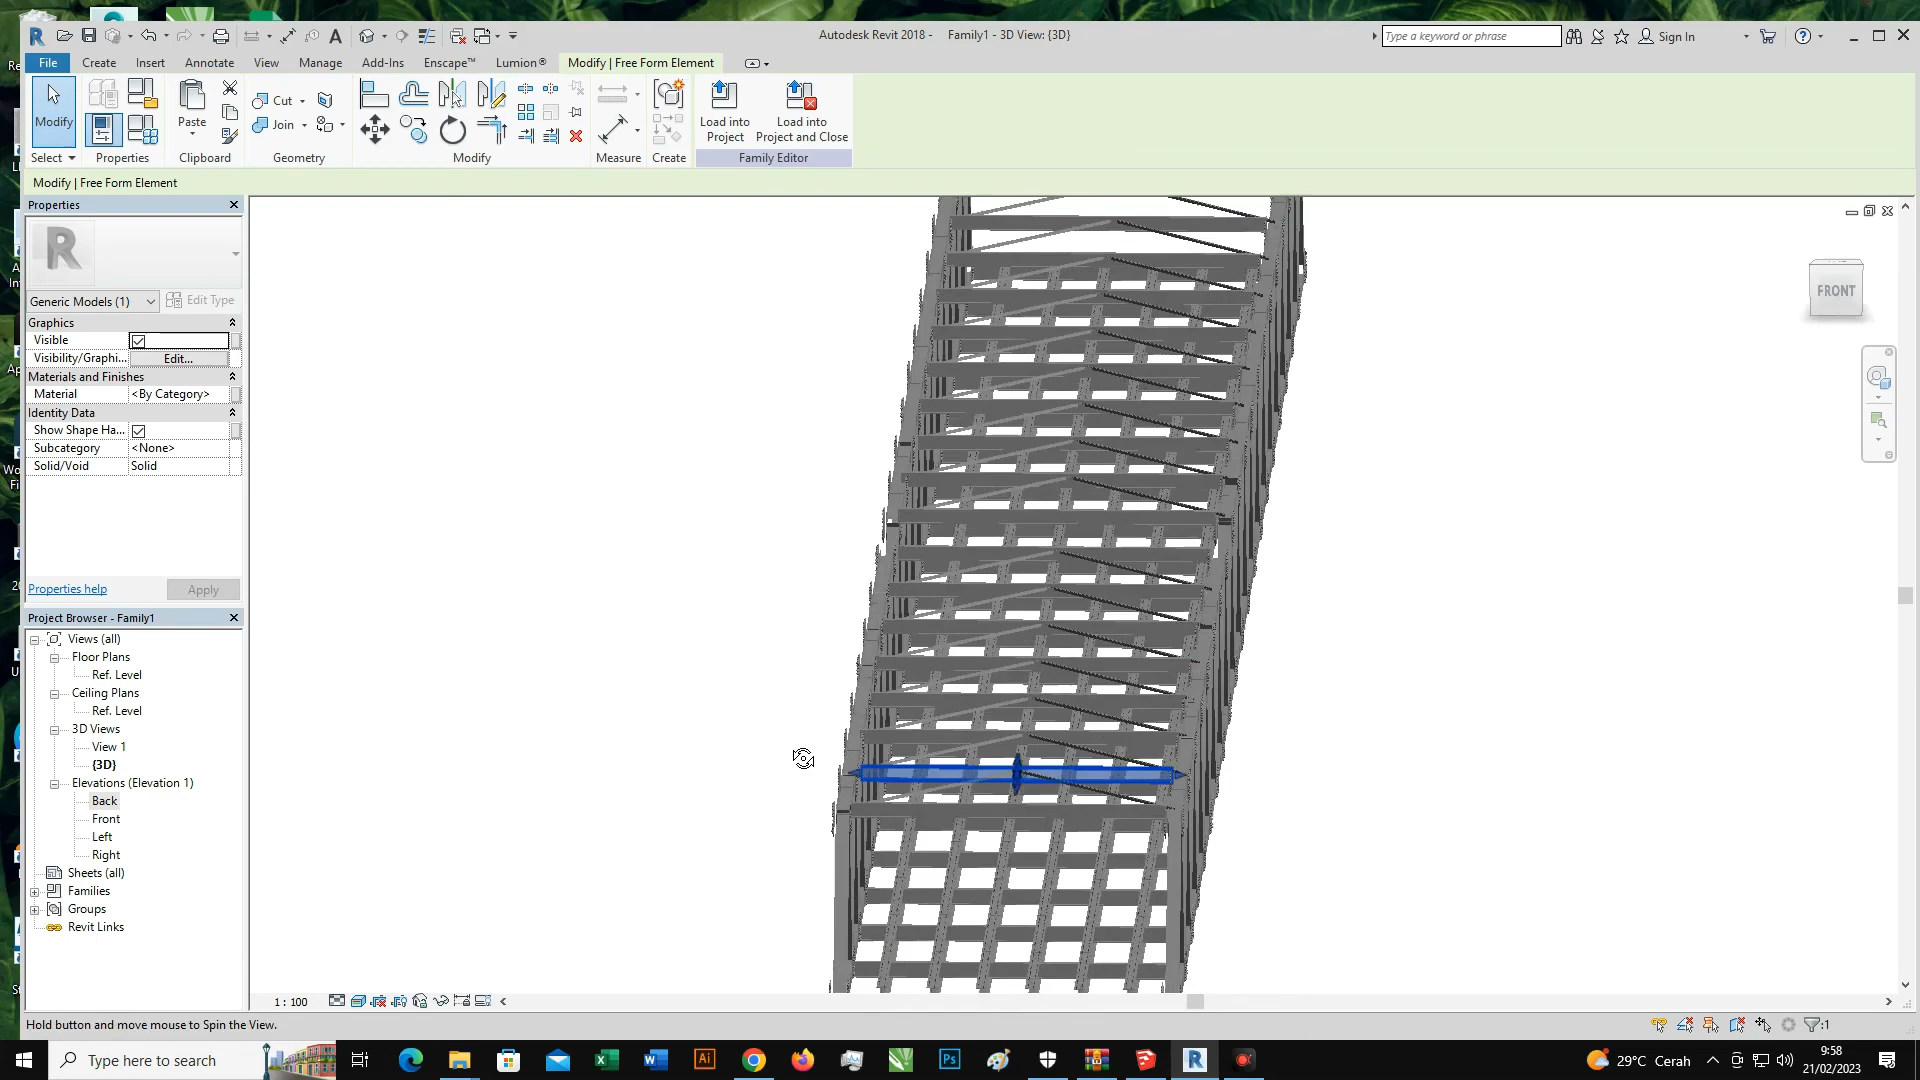 Autodesk Revit 2018 -    Family1 - 3D View: {3D}
Type a keyword or phrase
Sign In
File Create Insert Annotate View Manage Add-Ins Enscape™ Lumion® Modify | Free Form Element
Modify
Paste
Cut
Join
Load into
Project
Load into
Project and Close
Select Properties Clipboard Geometry Modify Measure Create Family Editor
Modify | Free Form Element
Properties
R
Generic Models (1)
Edit Type
Graphics
Visible
Visibility/Graphi... Edit...
Materials and Finishes
Material <By Category>
Identity Data
Show Shape Ha...
Subcategory <None>
Solid/Void Solid
Properties help
Apply
Project Browser - Family1
Views (all)
Floor Plans
Ref. Level
Ceiling Plans
Ref. Level
3D Views
View 1
{3D}
Elevations (Elevation 1)
Back
Front
Left
Right
Sheets (all)
Families
Groups
Revit Links
FRONT
1 : 100
Hold button and move mouse to Spin the View.
:1
Type here to search
29°C Cerah
9:58
21/02/2023